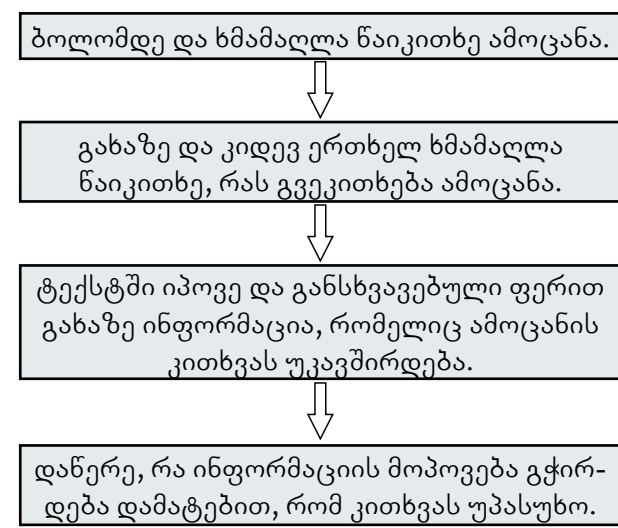 ბოლომდე და ხმამაღლა წაიკითხე ამოცანა.
გახაზე და კიდევ ერთხელ ხმამაღლა
წაიკითხე, რას გვეკითხება ამოცანა.
ტექსტში იპოვე და განსხვავებული ფერით
გახაზე ინფორმაცია, რომელიც ამოცანის
კითხვას უკავშირდება.
დაწერე, რა ინფორმაციის მოპოვება გჭირ-
დება დამატებით, რომ კითხვას უპასუხო.